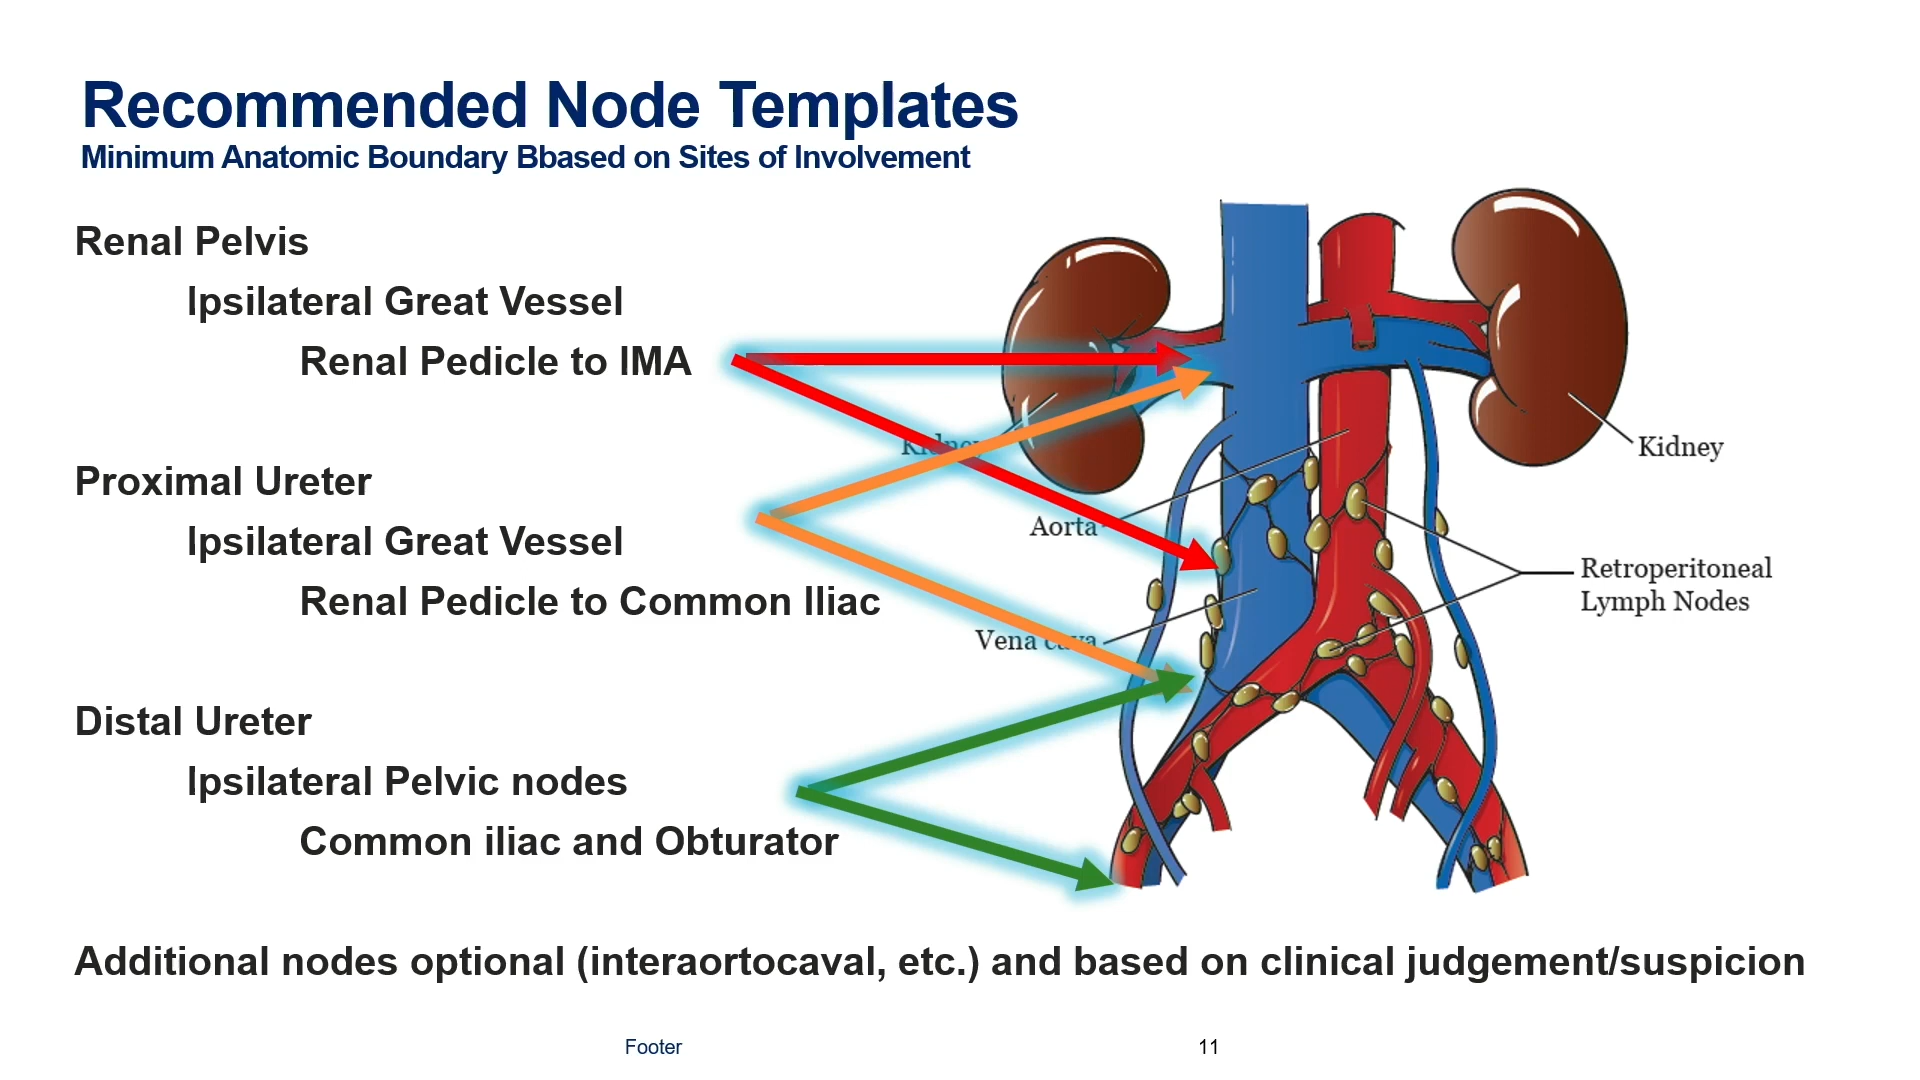 Recommended Node Templates
Minimum Anatomic Boundary Bbased on Sites of Involvement
Renal Pelvis
Ipsilateral Great Vessel
Renal Pedicle to IMA
Proximal Ureter
Ipsilateral Great Vessel
Renal Pedicle to Common Iliac
Distal Ureter
Ipsilateral Pelvic nodes
Common iliac and Obturator
Kidney
Aorta
Vena cava
Kidney
Retroperitoneal
Lymph Nodes
Additional nodes optional (interaortocaval, etc.) and based on clinical judgement/suspicion
Footer
11